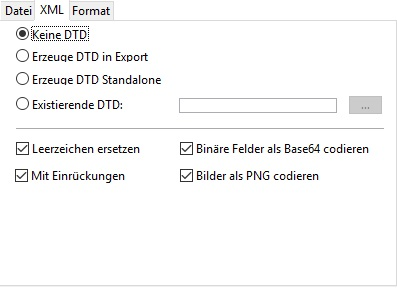 Datei XML Format
Keine DTD
Erzeuge DTD in Export
Erzeuge DTD Standalone
Existierende DTD: ...
Leerzeichen ersetzen Binäre Felder als Base64 codieren
Mit Einrückungen Bilder als PNG codieren